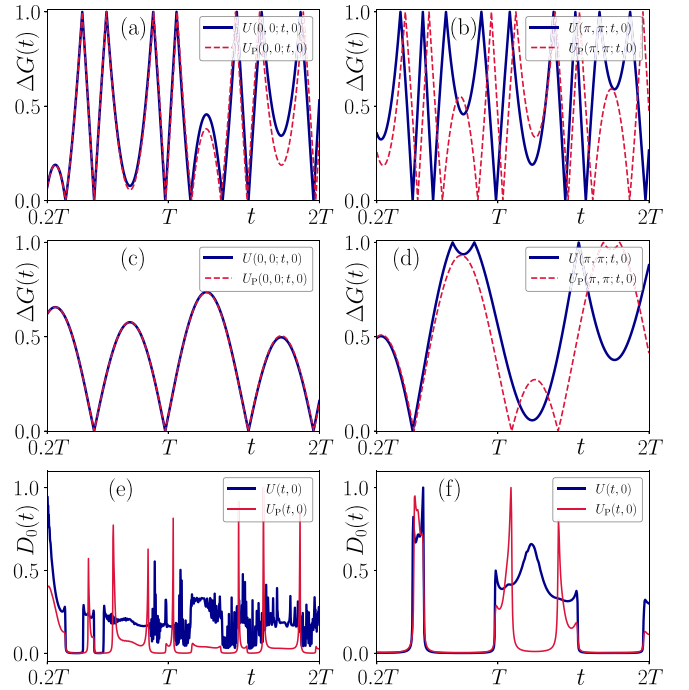 ΔG(t)
1.0
0.5
0.0
(a)
U(0, 0; t, 0)
U_P(0, 0; t, 0)
0.2T
T
t
2T
ΔG(t)
1.0
0.5
0.0
(b)
U(π, π; t, 0)
U_P(π, π; t, 0)
0.2T
T
t
2T
ΔG(t)
1.0
0.5
0.0
(c)
U(0, 0; t, 0)
U_P(0, 0; t, 0)
0.2T
T
t
2T
ΔG(t)
1.0
0.5
0.0
(d)
U(π, π; t, 0)
U_P(π, π; t, 0)
0.2T
T
t
2T
D_0(t)
1.0
0.5
0.0
(e)
U(t, 0)
U_P(t, 0)
0.2T
T
t
2T
D_0(t)
1.0
0.5
0.0
(f)
U(t, 0)
U_P(t, 0)
0.2T
T
t
2T